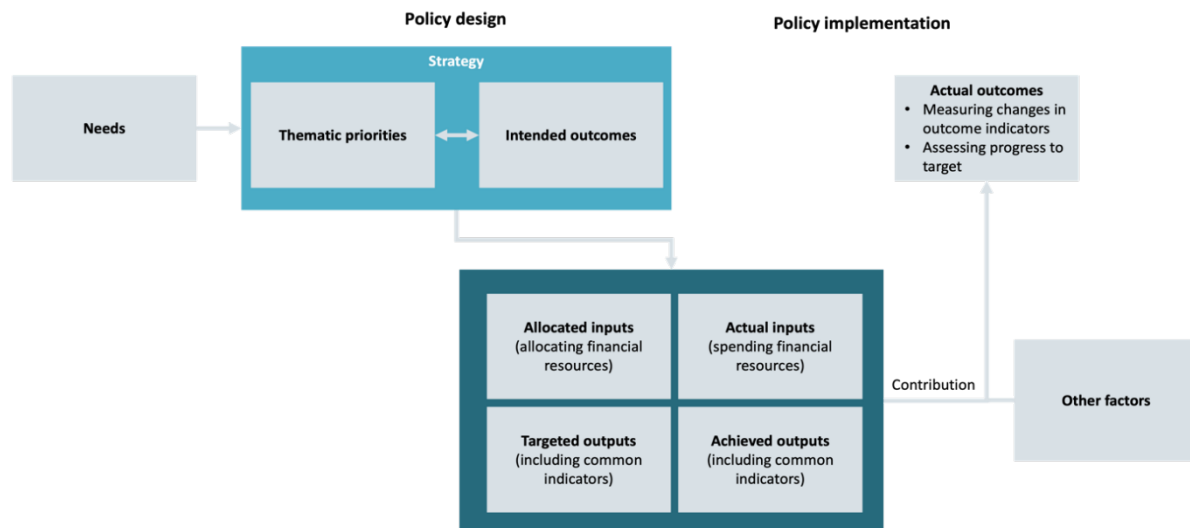 Policy design
Policy implementation
Strategy
Needs
Thematic priorities
Intended outcomes
Actual outcomes
• Measuring changes in
outcome indicators
• Assessing progress to
target
Allocated inputs
(allocating financial
resources)
Actual inputs
(spending financial
resources)
Contribution
Other factors
Targeted outputs
(including common
indicators)
Achieved outputs
(including common
indicators)